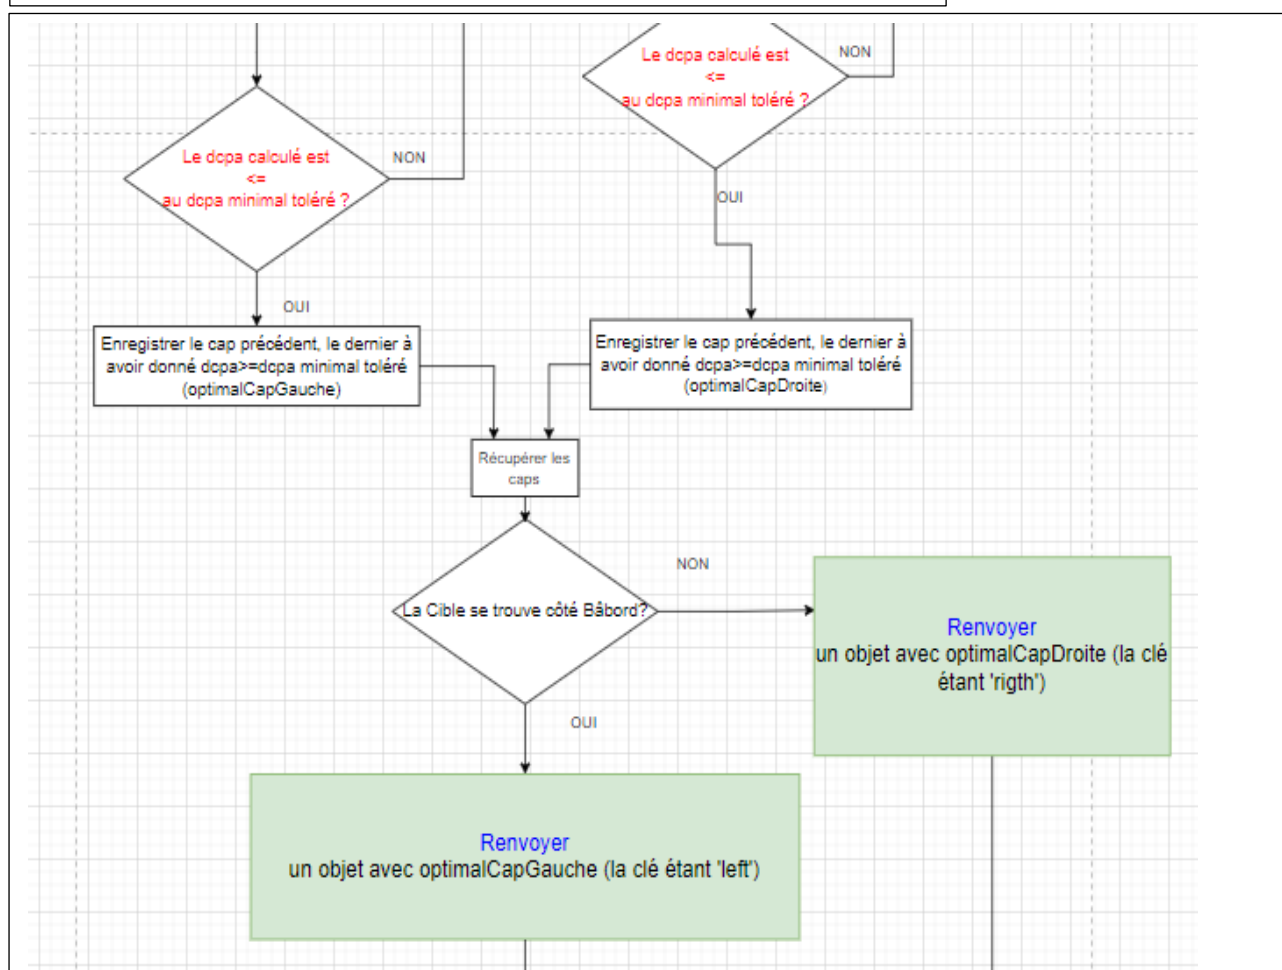 Le dcpa calculé est
<=
au dcpa minimal toléré ?
NON
Le dcpa calculé est
<=
au dcpa minimal toléré ?
NON
OUI
OUI
Enregistrer le cap précédent, le dernier à
avoir donné dcpa>=dcpa minimal toléré
(optimalCapGauche)
Enregistrer le cap précédent, le dernier à
avoir donné dcpa>=dcpa minimal toléré
(optimalCapDroite)
Récupérer les
caps
La Cible se trouve côté Bâbord?
NON
OUI
Renvoyer
un objet avec optimalCapDroite (la clé
étant 'rigth')
Renvoyer
un objet avec optimalCapGauche (la clé étant 'left')